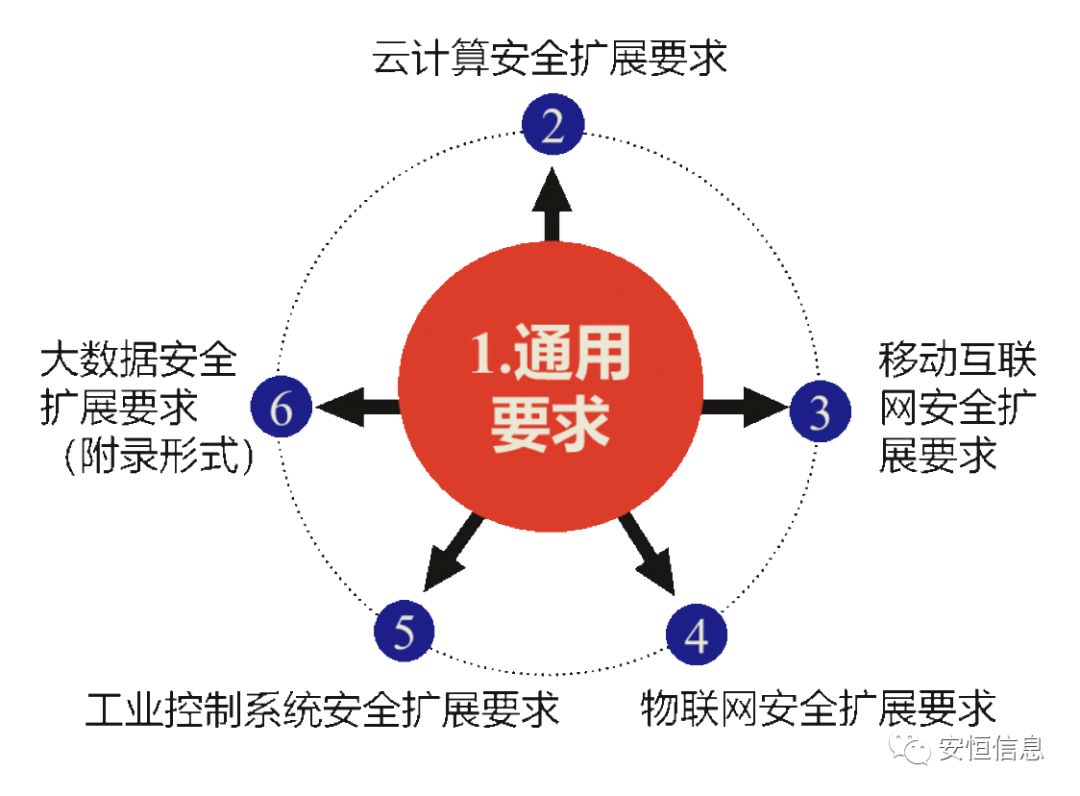 云计算安全扩展要求
2
1.通用
要求
大数据安全
扩展要求
（附录形式）
6
3
移动互联
网安全扩
展要求
5
4
工业控制系统安全扩展要求
物联网安全扩展要求
安恒信息